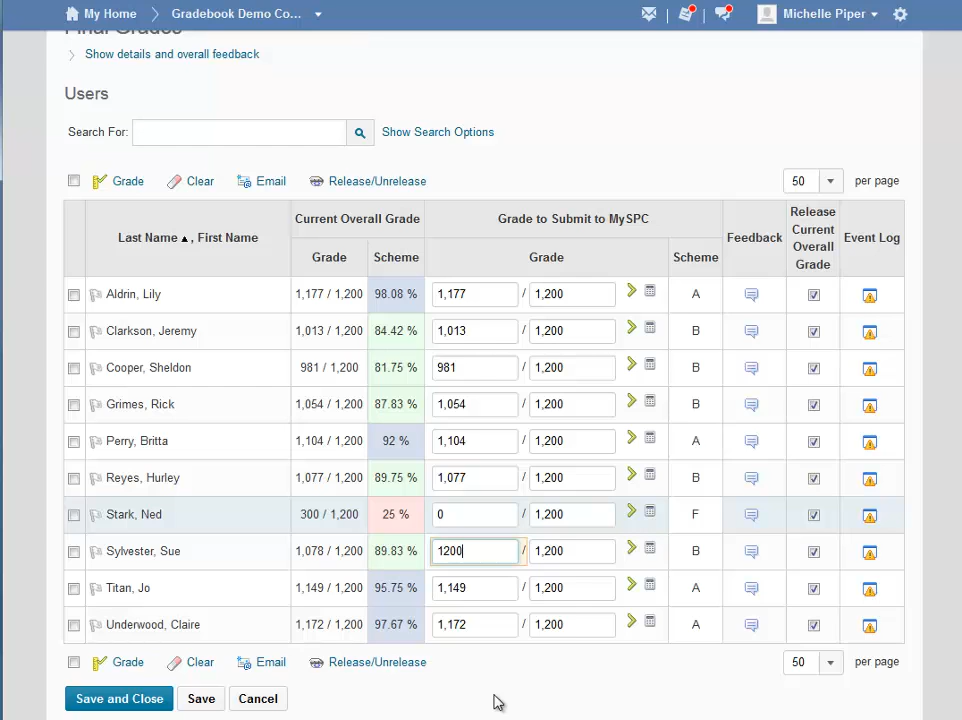 My Home Gradebook Demo Co... Michelle Piper
Final Grades
Show details and overall feedback
Users
Search For: Show Search Options
Grade Clear Email Release/Unrelease 50 per page
Last Name, First Name Current Overall Grade Grade to Submit to MySPC Feedback Release Current Overall Grade Event Log
Grade Scheme Grade Scheme
Aldrin, Lily 1,177 / 1,200 98.08 % 1,177 / 1,200 A
Clarkson, Jeremy 1,013 / 1,200 84.42 % 1,013 / 1,200 B
Cooper, Sheldon 981 / 1,200 81.75 % 981 / 1,200 B
Grimes, Rick 1,054 / 1,200 87.83 % 1,054 / 1,200 B
Perry, Britta 1,104 / 1,200 92 % 1,104 / 1,200 A
Reyes, Hurley 1,077 / 1,200 89.75 % 1,077 / 1,200 B
Stark, Ned 300 / 1,200 25 % 0 / 1,200 F
Sylvester, Sue 1,078 / 1,200 89.83 % 1200 / 1,200 B
Titan, Jo 1,149 / 1,200 95.75 % 1,149 / 1,200 A
Underwood, Claire 1,172 / 1,200 97.67 % 1,172 / 1,200 A
Grade Clear Email Release/Unrelease 50 per page
Save and Close Save Cancel